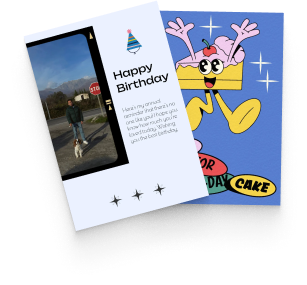 Happy
Birthday
Here's my annual
reminder that there's no
one like you! I hope you
know how much you're
loved today. Wishing
you the best birthday.
STOP
FOR
DAY
CAKE